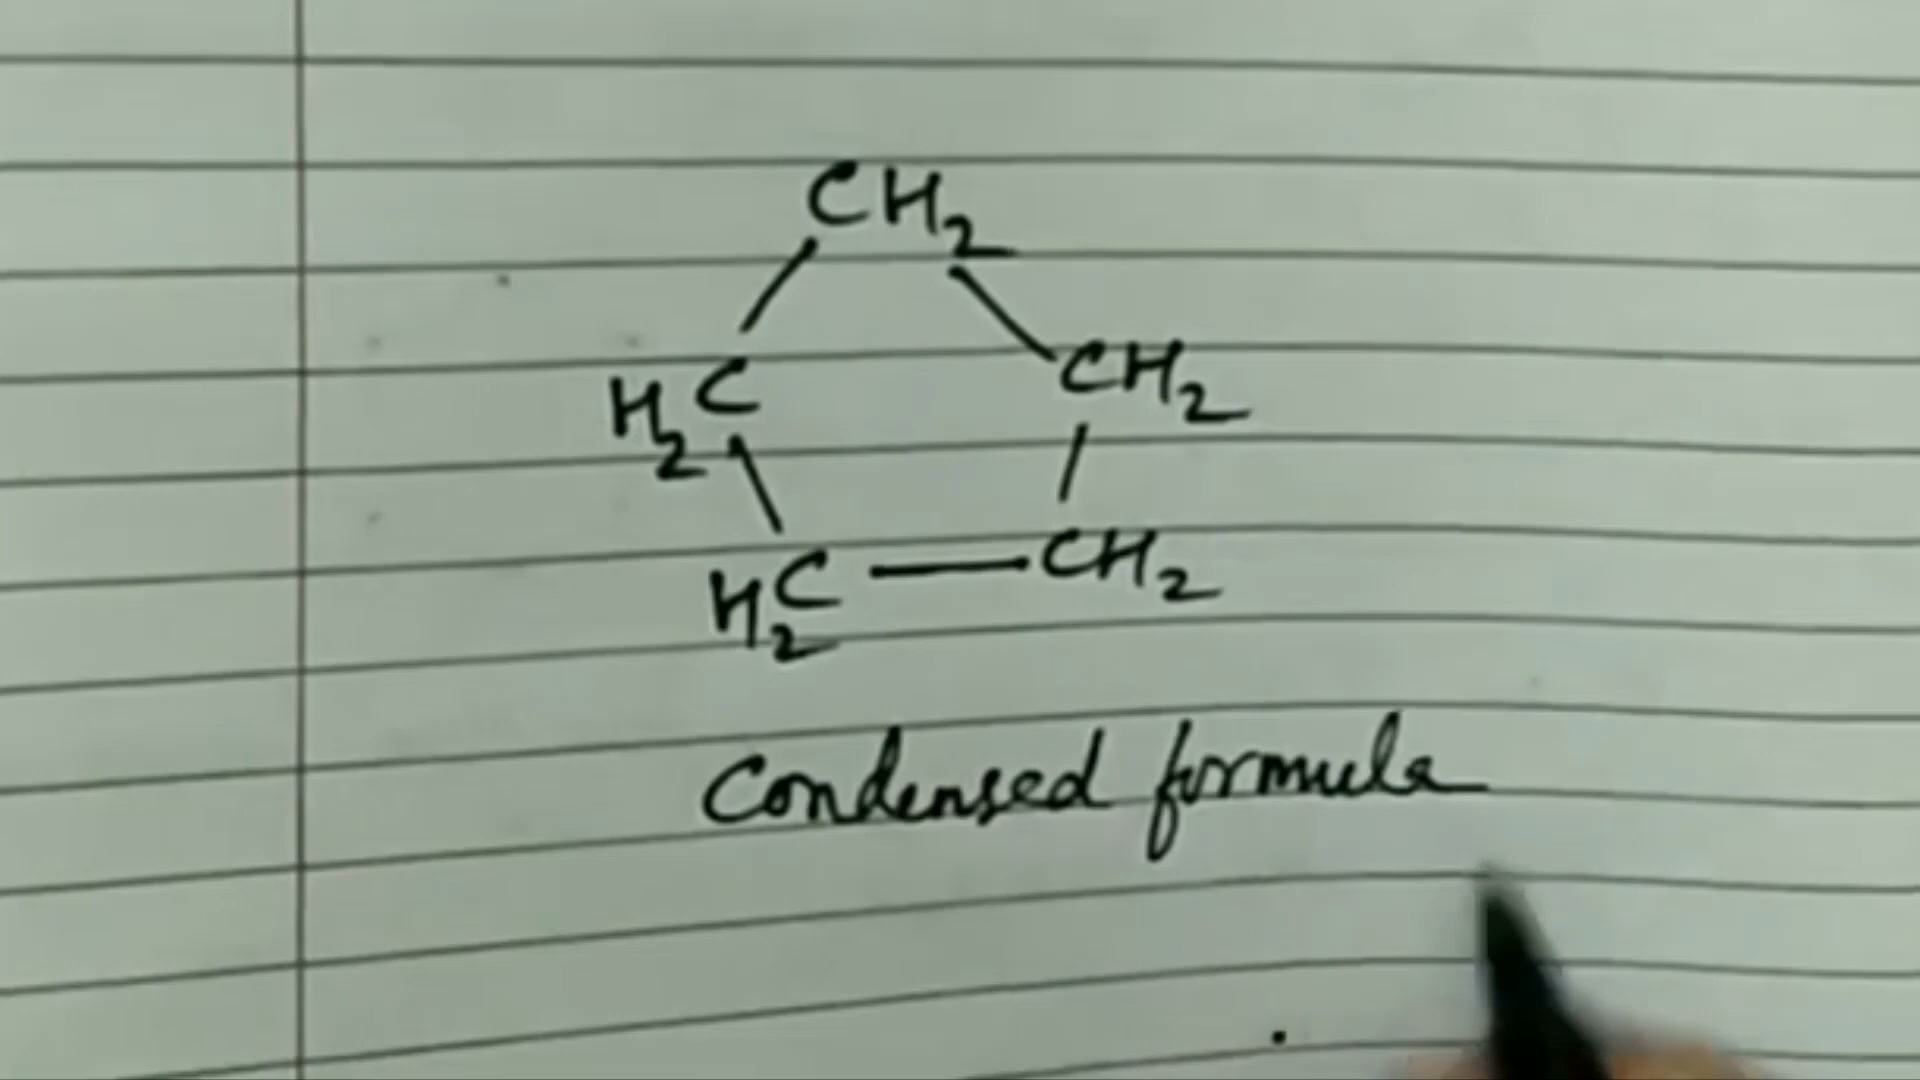 CH2
H2C CH2
H2C — CH2
Condensed formula